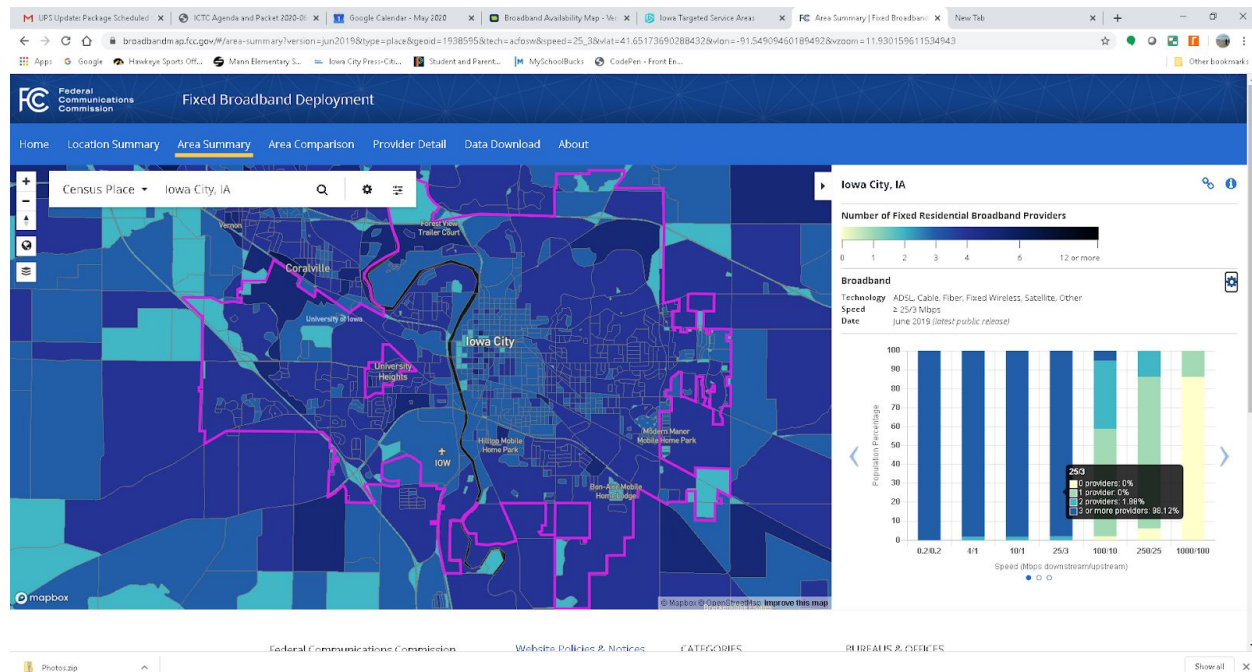 UPS Update: Package Scheduled
ICTC Agenda and Packet 2020-0
Google Calendar - May 2020
Broadband Availability Map - Ver
Iowa Targeted Service Areas
Area Summary | Fixed Broadband
New Tab
broadbandmap.fcc.gov/#/area-summary?version=jun2019&type=place&geoid=1938595&tech=acfosw&speed=25_3&vlat=41.65173690288432&vlon=-91.54909460189492&vzoom=11.930159611534943
Apps
Google
Hawkeye Sports Off...
Mann Elementary S...
Iowa City Press-Citi...
Student and Parent...
MySchoolBucks
CodePen - Front En...
Other bookmarks
FC
Federal
Communications
Commission
Fixed Broadband Deployment
Home
Location Summary
Area Summary
Area Comparison
Provider Detail
Data Download
About
Census Place
Iowa City, IA
Vernon
Forest View
Trailer Court
Coralville
University of Iowa
Iowa City
University
Heights
Hilltop Mobile
Home Park
Modern Manor
Mobile Home Park
IOW
Bon-Aire Mobile
Home Lodge
mapbox
© Mapbox © OpenStreetMap Improve this map
Iowa City, IA
Number of Fixed Residential Broadband Providers
0 1 2 3 4 6 12 or more
Broadband
Technology ADSL, Cable, Fiber, Fixed Wireless, Satellite, Other
Speed ≥ 25/3 Mbps
Date June 2019 (latest public release)
Population Percentage
100
90
80
70
60
50
40
30
20
10
0
25/3
0 providers: 0%
1 provider: 0%
2 providers: 1.88%
3 or more providers: 98.12%
0.2/0.2 4/1 10/1 25/3 100/10 250/25 1000/100
Speed (Mbps downstream/upstream)
Federal Communications Commission
Website Policies & Notices
CATEGORIES
BUREAUS & OFFICES
Photos.zip
Show all